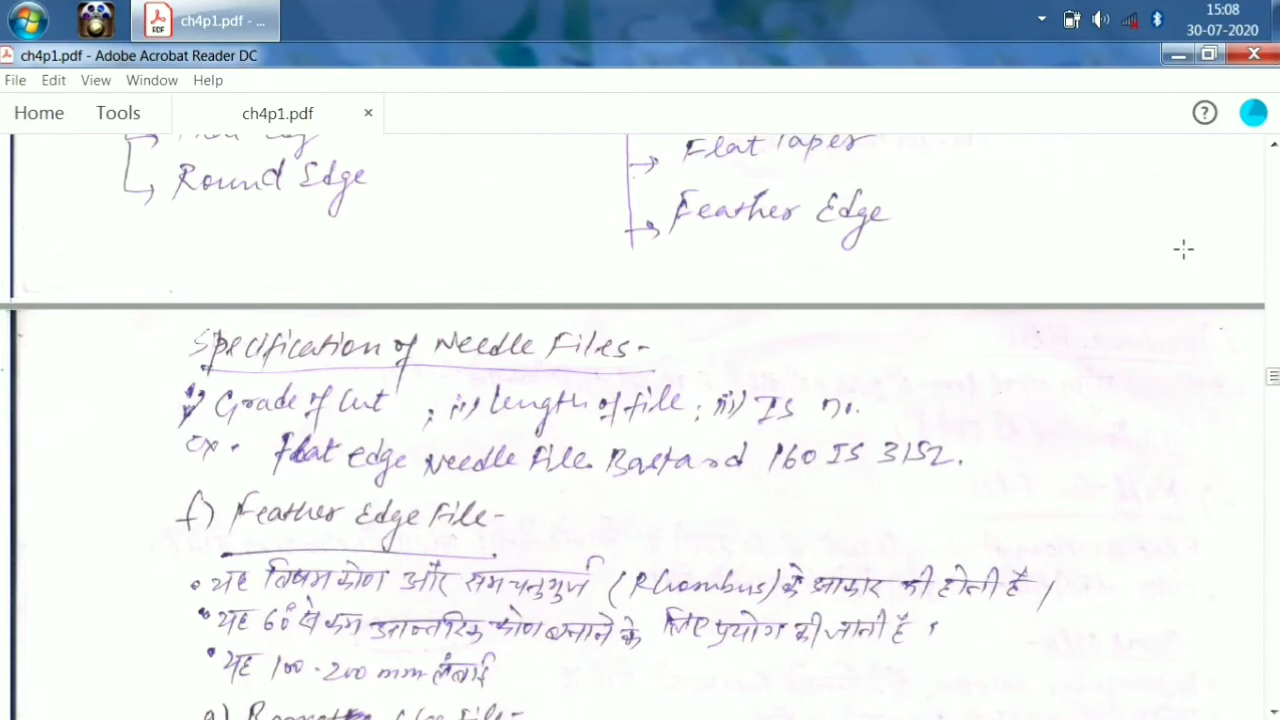 ch4p1.pdf - ...
15:08
30-07-2020
ch4p1.pdf - Adobe Acrobat Reader DC
File Edit View Window Help
Home Tools ch4p1.pdf ×
Flat Taper
Round Edge
Feather Edge
Specification of Needle Files-
i) Grade of Cut , ii) length of file, iii) IS no.
ex. Flat edge Needle File Bastard 160 IS 3152.
f) Feather Edge File-
• यह विषमकोण और समचतुर्भुज (Rhombus) के आकार की होती है ।
• यह 60° से कम आन्तरिक कोण बनाने के लिए प्रयोग की जाती है ।
• यह 100-200 mm लंबाई